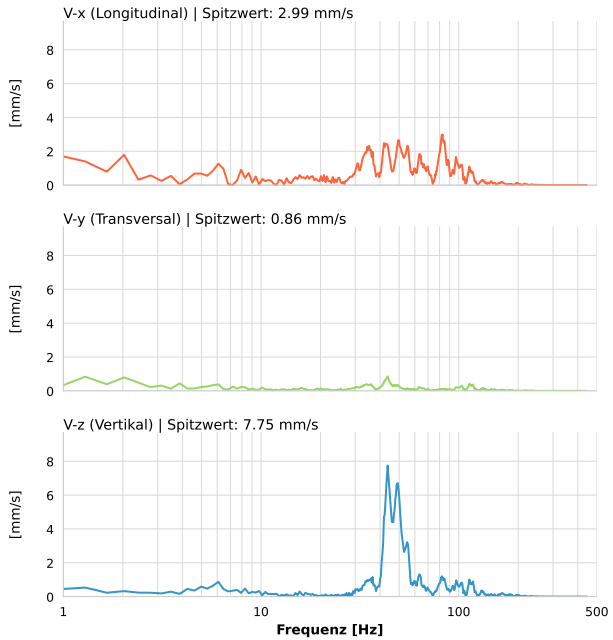 V-x (Longitudinal) | Spitzwert: 2.99 mm/s
[mm/s]
8
6
4
2
0
V-y (Transversal) | Spitzwert: 0.86 mm/s
[mm/s]
8
6
4
2
0
V-z (Vertikal) | Spitzwert: 7.75 mm/s
[mm/s]
8
6
4
2
0
1 10 100 500
Frequenz [Hz]